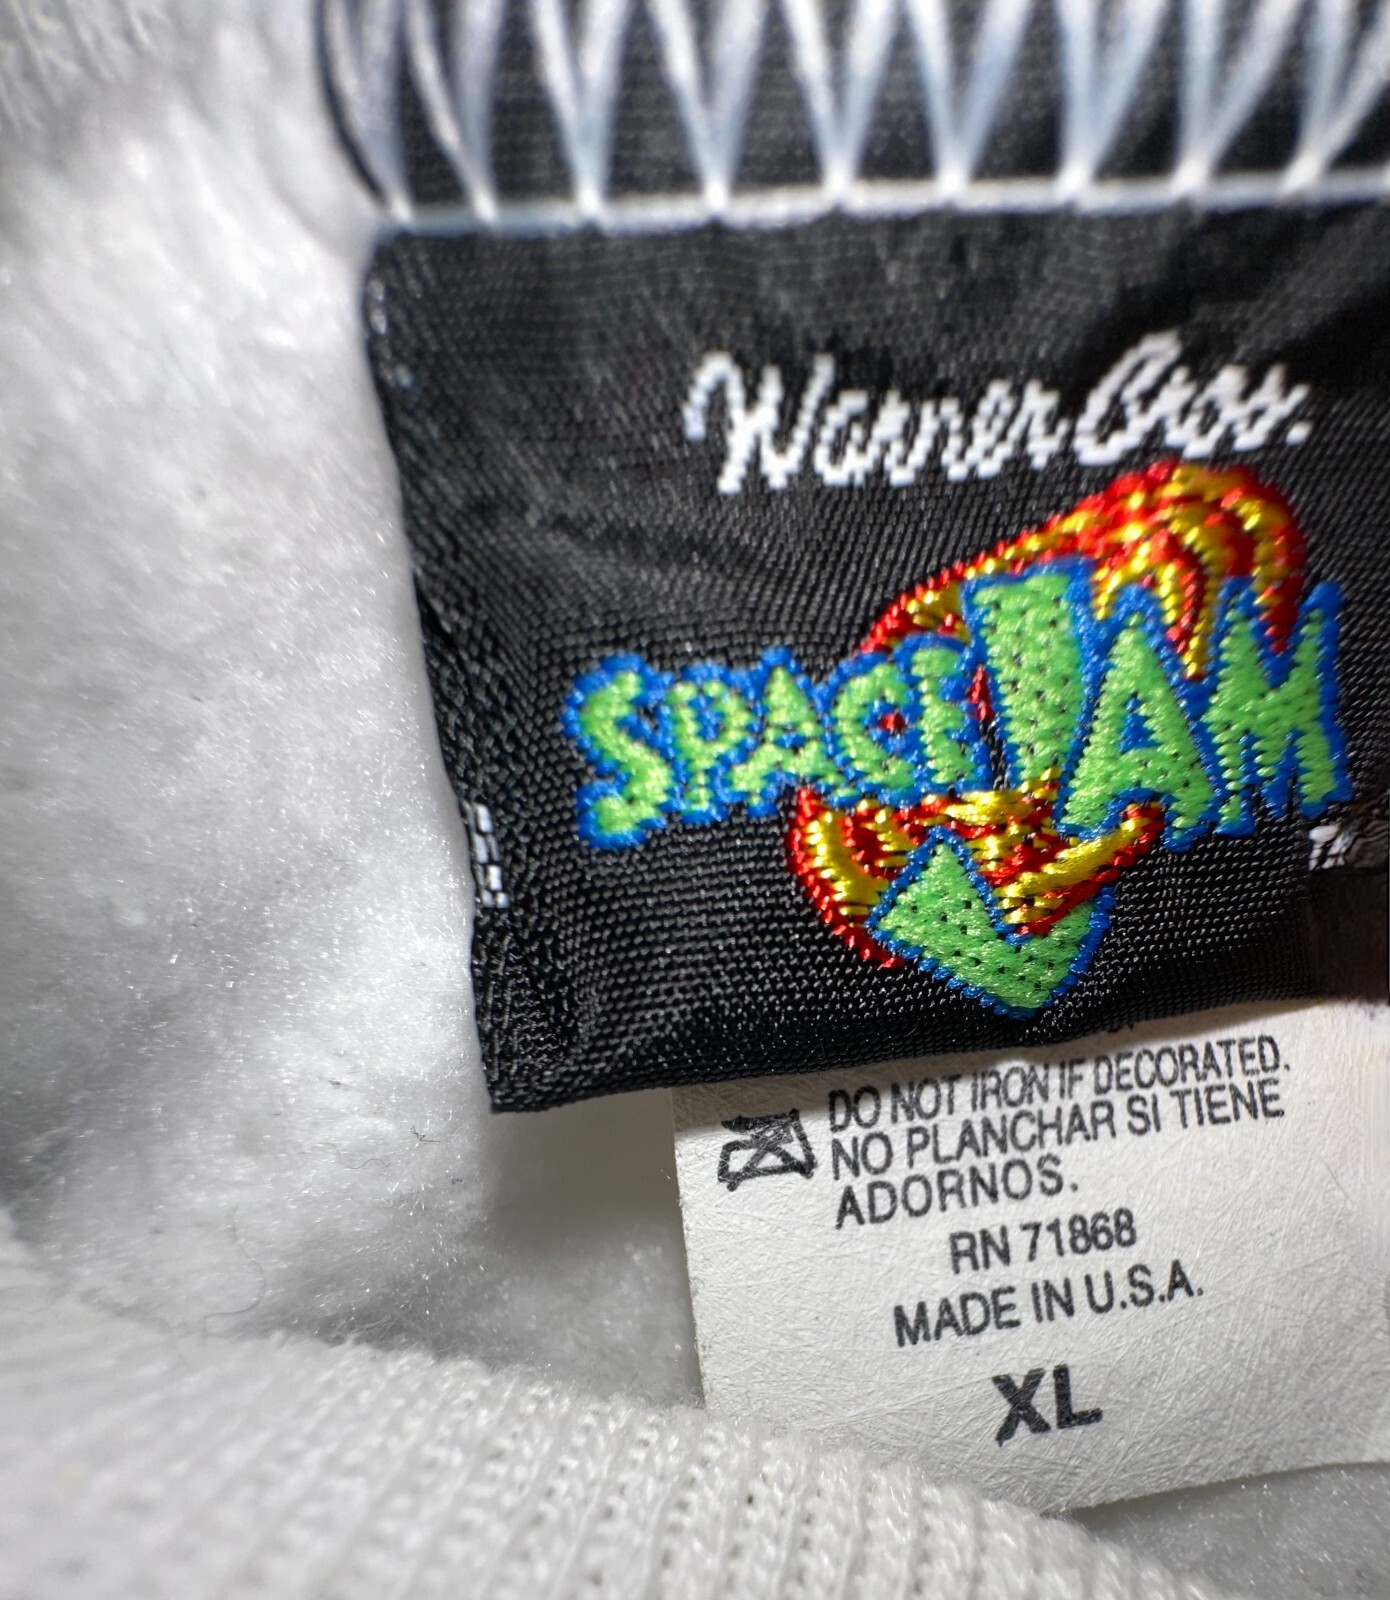 Warner Bros.
SPACE JAM
TM
DO NOT IRON IF DECORATED.
NO PLANCHAR SI TIENE
ADORNOS.
RN 71868
MADE IN U.S.A.
XL